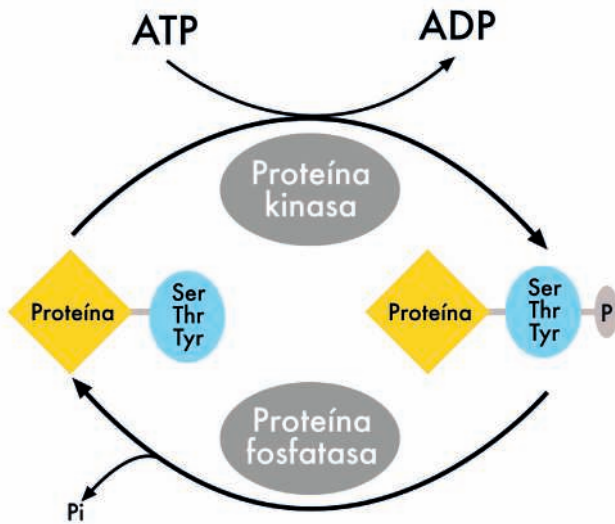 ATP
ADP
Proteína
kinasa
Proteína
Ser
Thr
Tyr
Proteína
Ser
Thr
Tyr
P
Proteína
fosfatasa
Pi